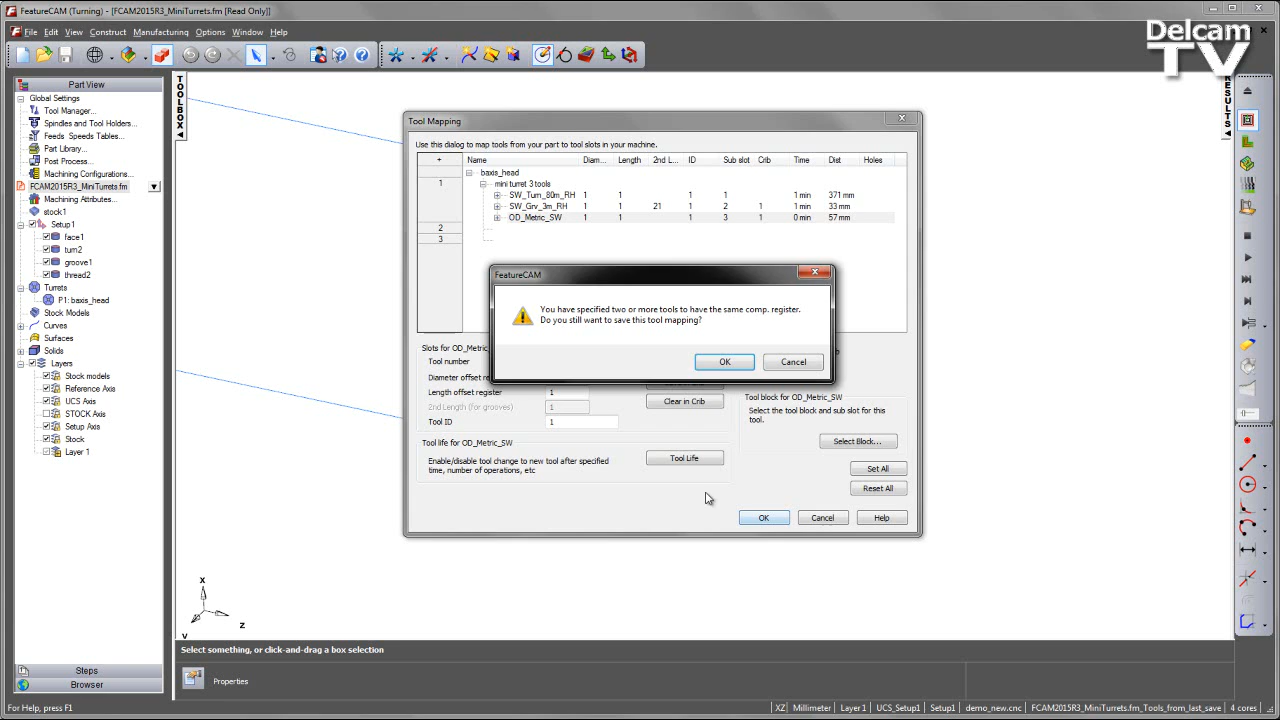 FeatureCAM (Turning) - [FCAM2015R3_MiniTurrets.fm [Read Only]]
File Edit View Construct Manufacturing Options Window Help
Delcam
TV
Part View
Global Settings
Tool Manager...
Spindles and Tool Holders...
Feeds Speeds Tables...
Part Library...
Post Process...
Machining Configurations...
FCAM2015R3_MiniTurrets.fm
Machining Attributes...
stock1
Setup1
face1
turn2
groove1
thread2
Turrets
P1: baxis_head
Stock Models
Curves
Surfaces
Solids
Layers
Stock models
Reference Axis
UCS Axis
STOCK Axis
Setup Axis
Stock
Layer 1
Steps
Browser
TOOLBOX
RESULTS
Tool Mapping
Use this dialog to map tools from your part to tool slots in your machine.
+ Name Diam... Length 2nd L... ID Sub slot Crib Time Dist Holes
baxis_head
1 mini turret 3 tools
SW_Turn_80m_RH 1 1 1 1 1 min 371 mm
SW_Grv_3m_RH 1 1 21 1 2 1 1 min 33 mm
OD_Metric_SW 1 1 1 3 1 0 min 57 mm
2
3
FeatureCAM
You have specified two or more tools to have the same comp. register.
Do you still want to save this tool mapping?
OK Cancel
Slots for OD_Metric
Tool number
Diameter offset re
Length offset register 1
2nd Length (for grooves) 1
Tool ID 1
Clear in Crib
Tool life for OD_Metric_SW
Enable/disable tool change to new tool after specified
time, number of operations, etc
Tool Life
Tool block for OD_Metric_SW
Select the tool block and sub slot for this
tool.
Select Block...
Set All
Reset All
OK Cancel Help
X
Z
Select something, or click-and-drag a box selection
Properties
For Help, press F1 XZ Millimeter Layer1 UCS_Setup1 Setup1 demo_new.cnc FCAM2015R3_MiniTurrets.fm_Tools_from_last_save 4 cores